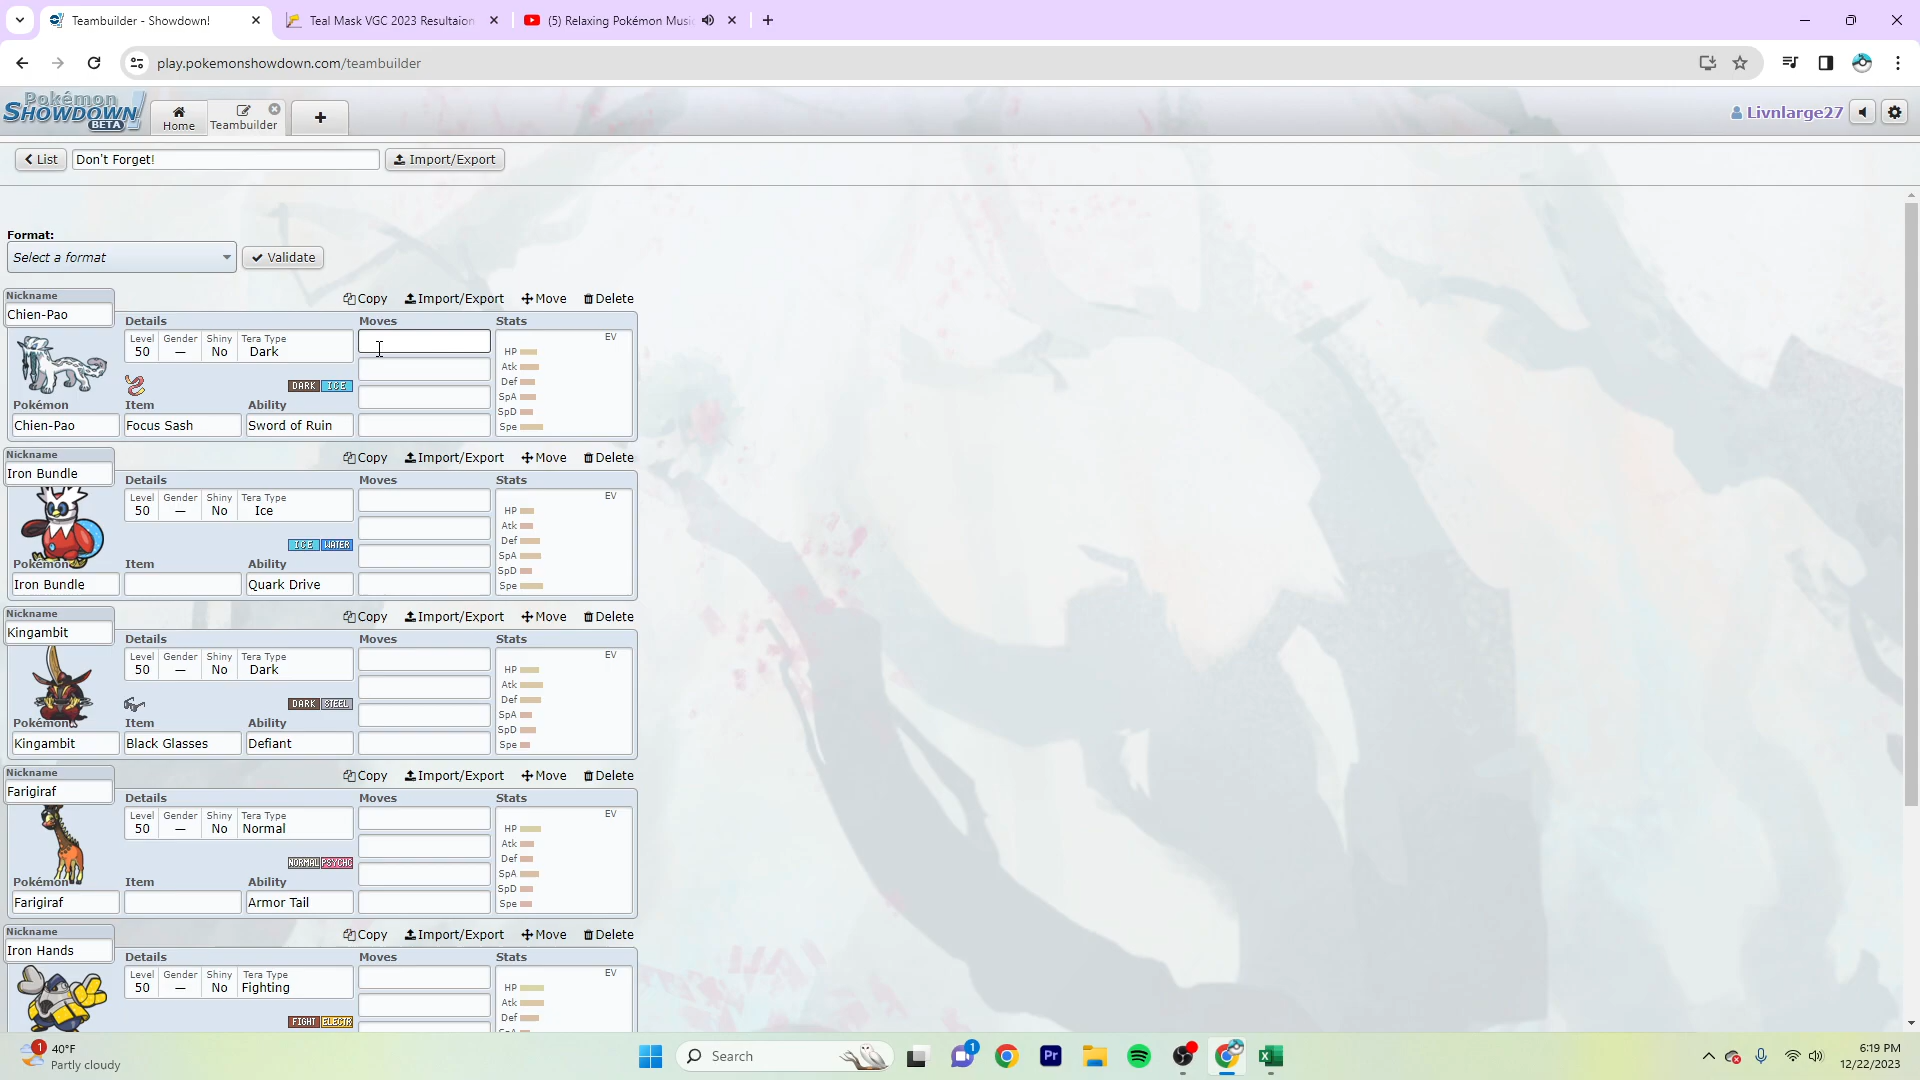 Teambuilder - Showdown!
Teal Mask VGC 2023 Resultaion
(5) Relaxing Pokémon Musi
play.pokemonshowdown.com/teambuilder
Pokémon
SHOWDOWN!
BETA
Home
Teambuilder
Livnlarge27
List
Don't Forget!
Import/Export
Format:
Select a format
Validate
Nickname
Chien-Pao
Copy Import/Export Move Delete
Details Moves Stats
Level Gender Shiny Tera Type
50 — No Dark
EV
HP
Atk
Def
SpA
SpD
Spe
DARK ICE
Pokémon Item Ability
Chien-Pao Focus Sash Sword of Ruin
Nickname
Iron Bundle
Copy Import/Export Move Delete
Details Moves Stats
Level Gender Shiny Tera Type
50 — No Ice
EV
HP
Atk
Def
SpA
SpD
Spe
ICE WATER
Pokémon Item Ability
Iron Bundle Quark Drive
Nickname
Kingambit
Copy Import/Export Move Delete
Details Moves Stats
Level Gender Shiny Tera Type
50 — No Dark
EV
HP
Atk
Def
SpA
SpD
Spe
DARK STEEL
Pokémon Item Ability
Kingambit Black Glasses Defiant
Nickname
Farigiraf
Copy Import/Export Move Delete
Details Moves Stats
Level Gender Shiny Tera Type
50 — No Normal
EV
HP
Atk
Def
SpA
SpD
Spe
NORMAL PSYCHC
Pokémon Item Ability
Farigiraf Armor Tail
Nickname
Iron Hands
Copy Import/Export Move Delete
Details Moves Stats
Level Gender Shiny Tera Type
50 — No Fighting
EV
HP
Atk
Def
FIGHT ELECTR
1
40°F
Partly cloudy
Search
1
Pr
6:19 PM
12/22/2023